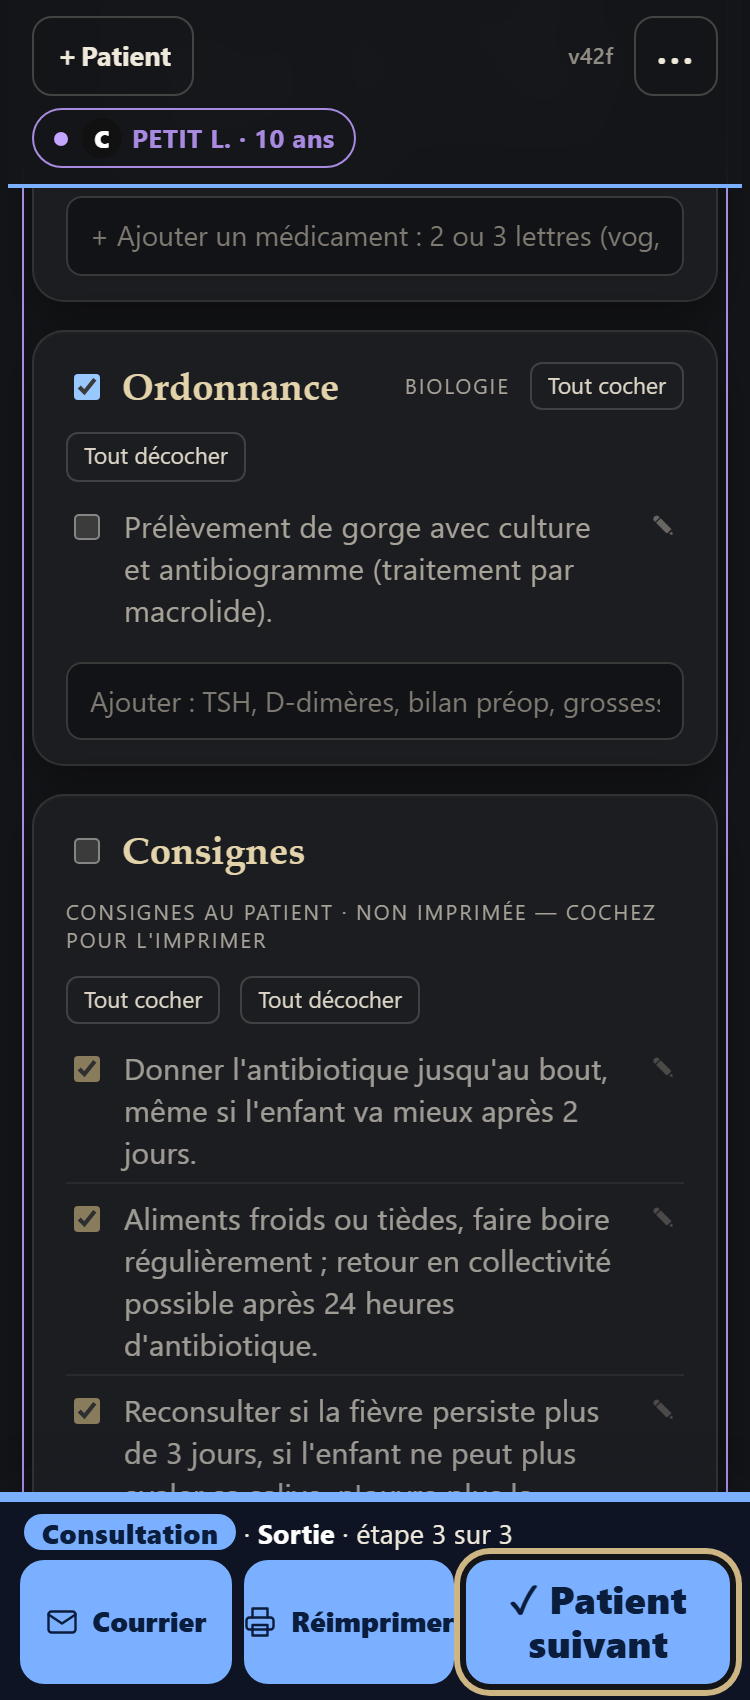 + Patient
v42f
...
C PETIT L. · 10 ans
+ Ajouter un médicament : 2 ou 3 lettres (vog,
Ordonnance
BIOLOGIE
Tout cocher
Tout décocher
Prélèvement de gorge avec culture
et antibiogramme (traitement par
macrolide).
Ajouter : TSH, D-dimères, bilan préop, grosses
Consignes
CONSIGNES AU PATIENT · NON IMPRIMÉE — COCHEZ
POUR L'IMPRIMER
Tout cocher
Tout décocher
Donner l'antibiotique jusqu'au bout,
même si l'enfant va mieux après 2
jours.
Aliments froids ou tièdes, faire boire
régulièrement ; retour en collectivité
possible après 24 heures
d'antibiotique.
Reconsulter si la fièvre persiste plus
de 3 jours, si l'enfant ne peut plus
Consultation · Sortie · étape 3 sur 3
Courrier
Réimprimer
✓ Patient
suivant